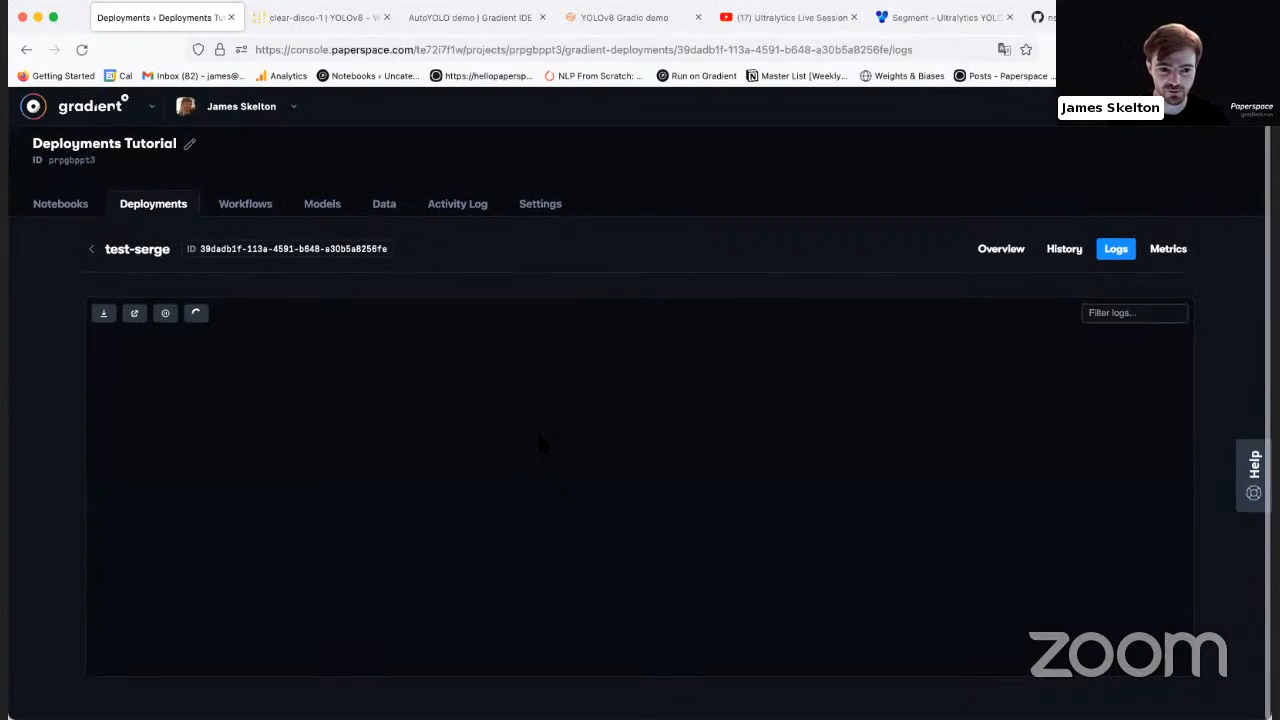 Deployments › Deployments Tu
clear-disco-1 | YOLOv8 – W
AutoYOLO demo | Gradient IDE
YOLOv8 Gradio demo
(17) Ultralytics Live Session
Segment - Ultralytics YOLO
https://console.paperspace.com/te72i7f1w/projects/prpgbppt3/gradient-deployments/39dadb1f-113a-4591-b648-a30b5a8256fe/logs
Getting Started
Cal
Inbox (82) - james@...
Analytics
Notebooks › Uncate...
https://hellopapersp...
NLP From Scratch: ...
Run on Gradient
Master List [Weekly...
Weights & Biases
Posts - Paperspace
James Skelton
Paperspace
gradient.run
gradient
James Skelton
Deployments Tutorial
ID prpgbppt3
Notebooks
Deployments
Workflows
Models
Data
Activity Log
Settings
test-serge
ID 39dadb1f-113a-4591-b648-a30b5a8256fe
Overview
History
Logs
Metrics
Filter logs...
Help
zoom